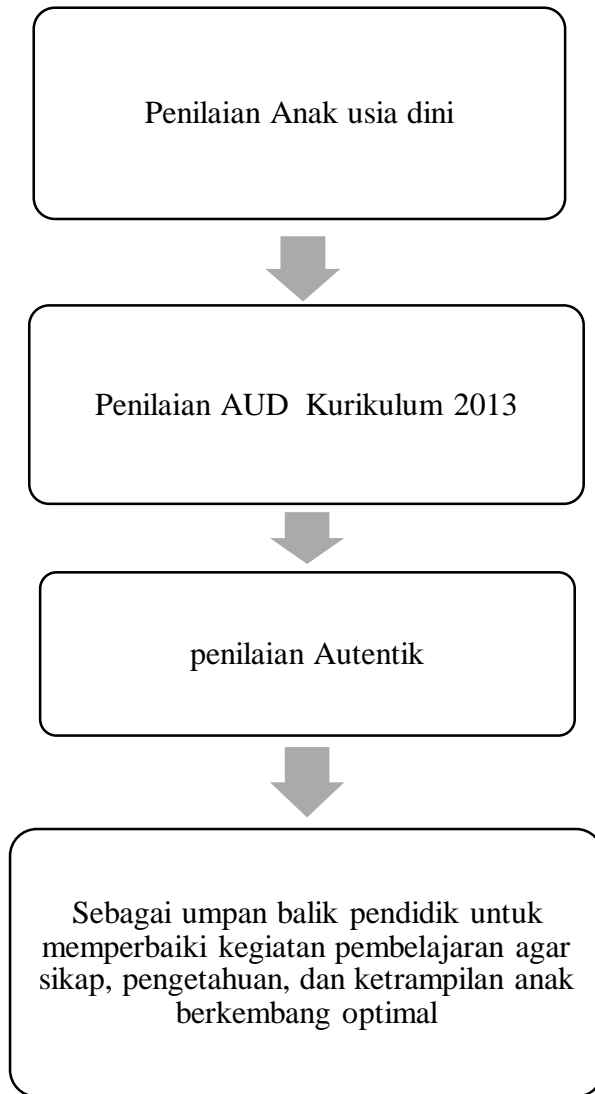 Penilaian Anak usia dini
Penilaian AUD Kurikulum 2013
penilaian Autentik
Sebagai umpan balik pendidik untuk
memperbaiki kegiatan pembelajaran agar
sikap, pengetahuan, dan ketrampilan anak
berkembang optimal